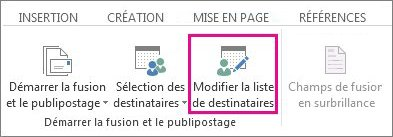 INSERTION CRÉATION MISE EN PAGE RÉFÉRENCES
Démarrer la fusion
et le publipostage
Sélection des
destinataires
Modifier la liste
de destinataires
Champs de fusion
en surbrillance
Démarrer la fusion et le publipostage